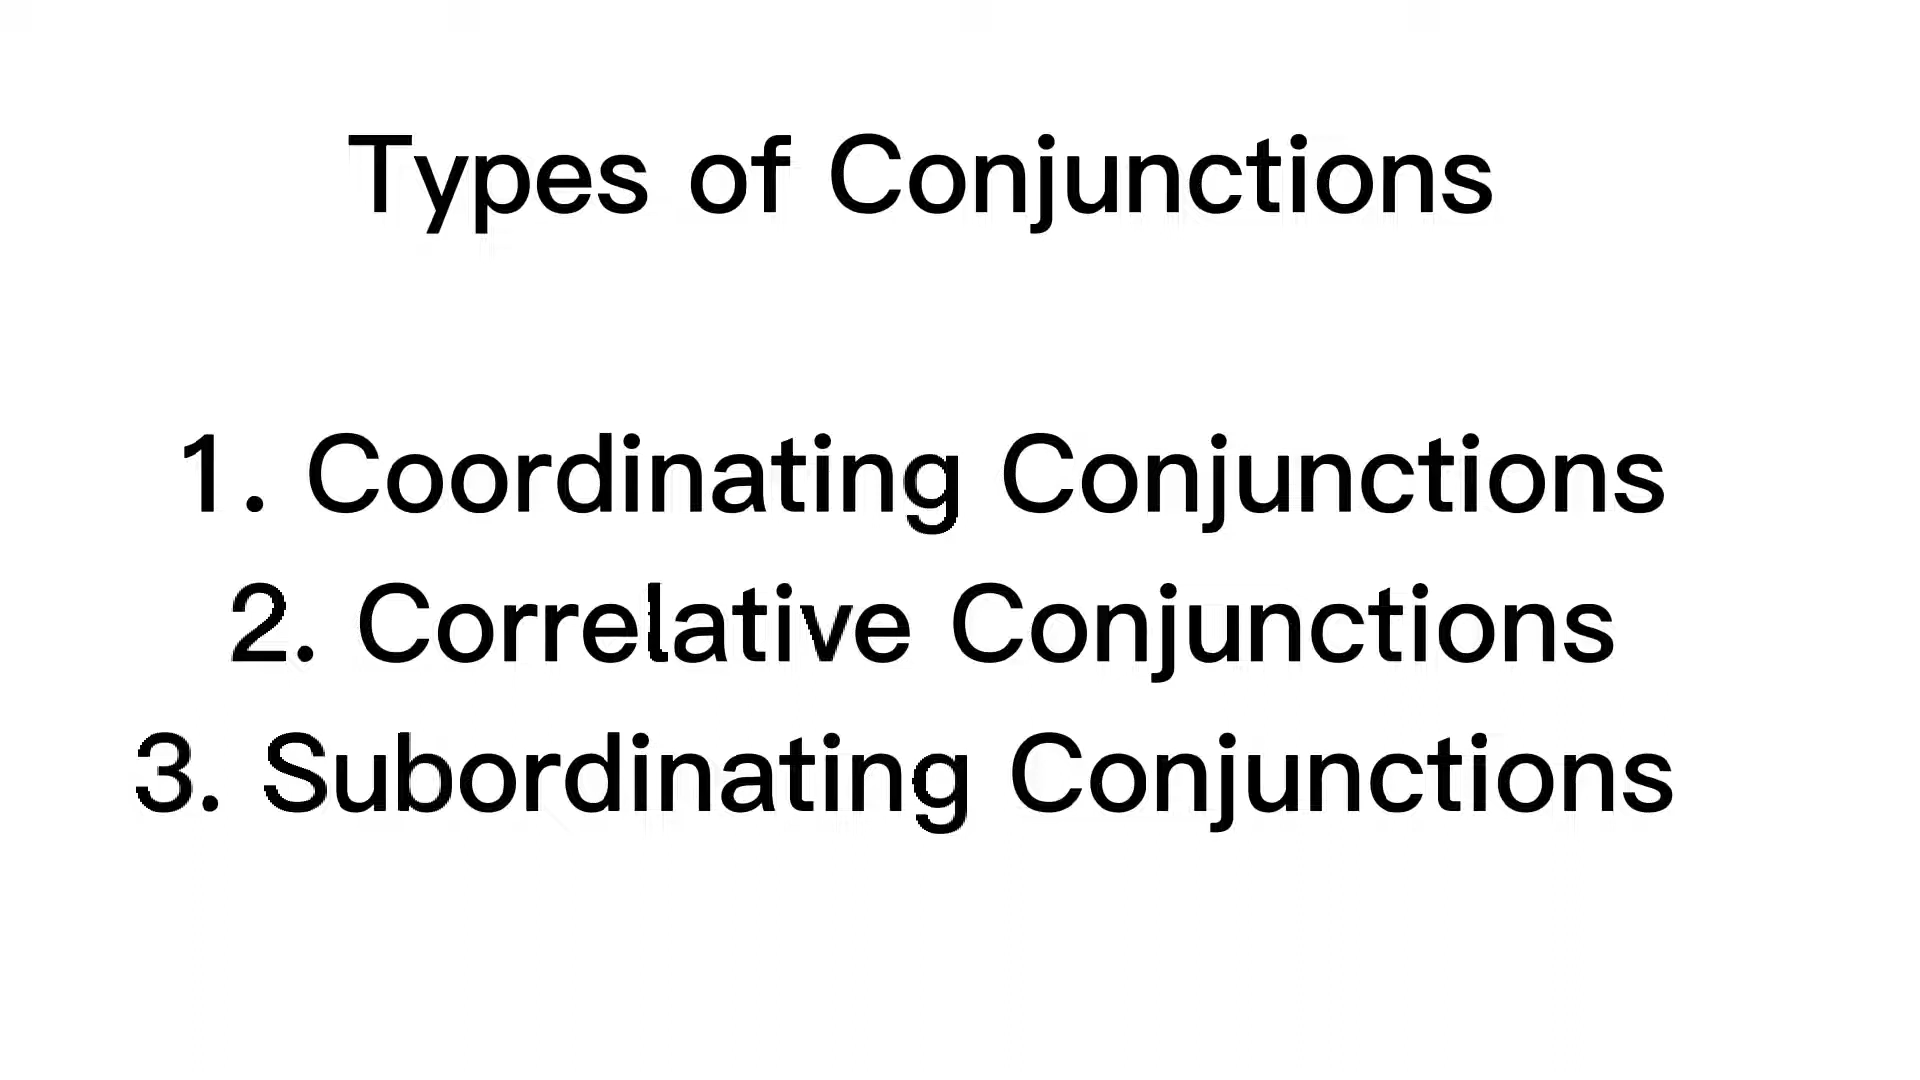 Types of Conjunctions
1. Coordinating Conjunctions
2. Correlative Conjunctions
3. Subordinating Conjunctions